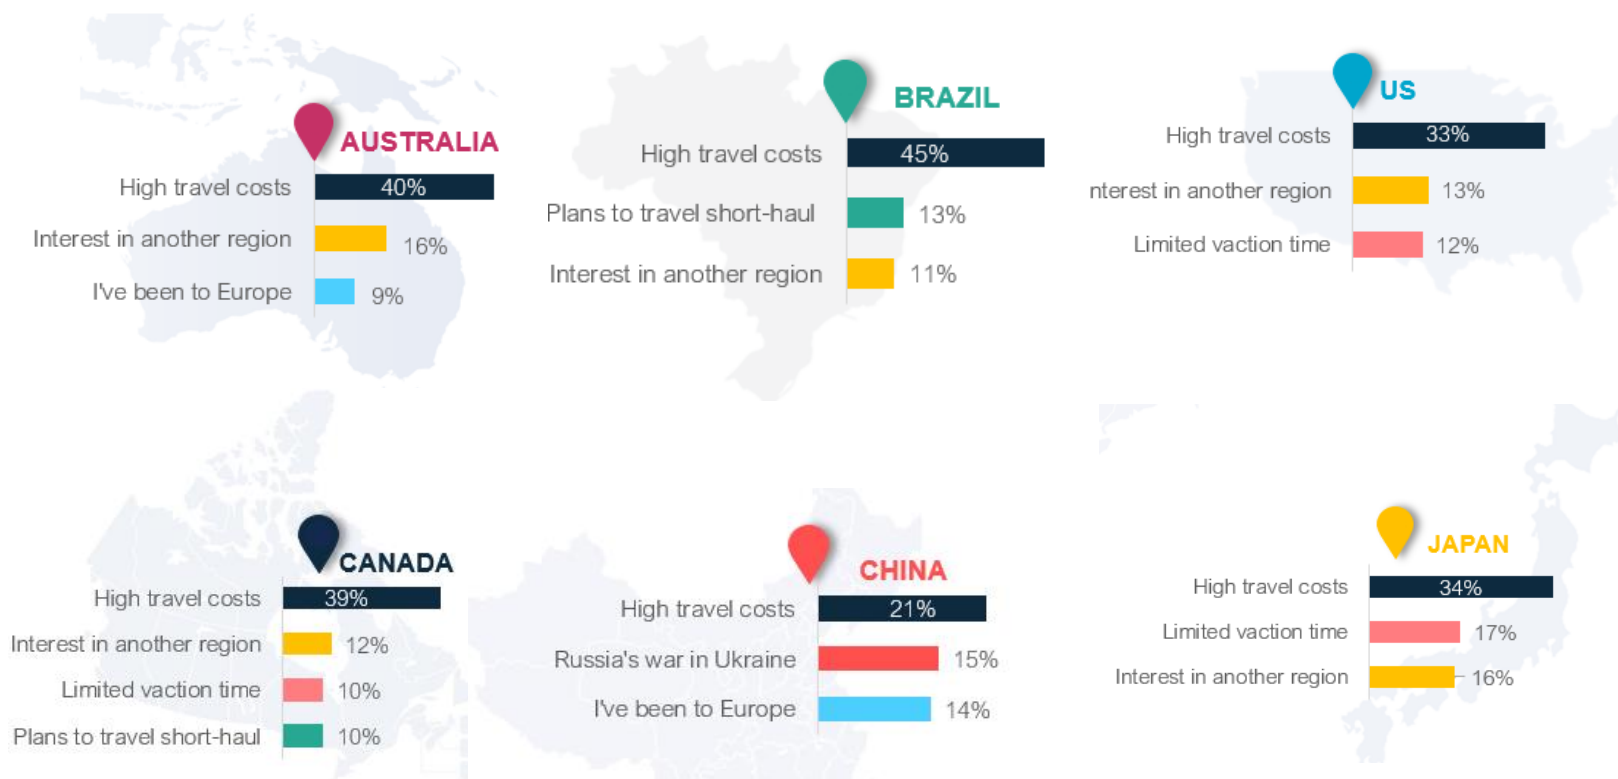 AUSTRALIA
High travel costs 40%
Interest in another region 16%
I've been to Europe 9%
BRAZIL
High travel costs 45%
Plans to travel short-haul 13%
Interest in another region 11%
US
High travel costs 33%
nterest in another region 13%
Limited vaction time 12%
CANADA
High travel costs 39%
Interest in another region 12%
Limited vaction time 10%
Plans to travel short-haul 10%
CHINA
High travel costs 21%
Russia's war in Ukraine 15%
I've been to Europe 14%
JAPAN
High travel costs 34%
Limited vaction time 17%
Interest in another region 16%